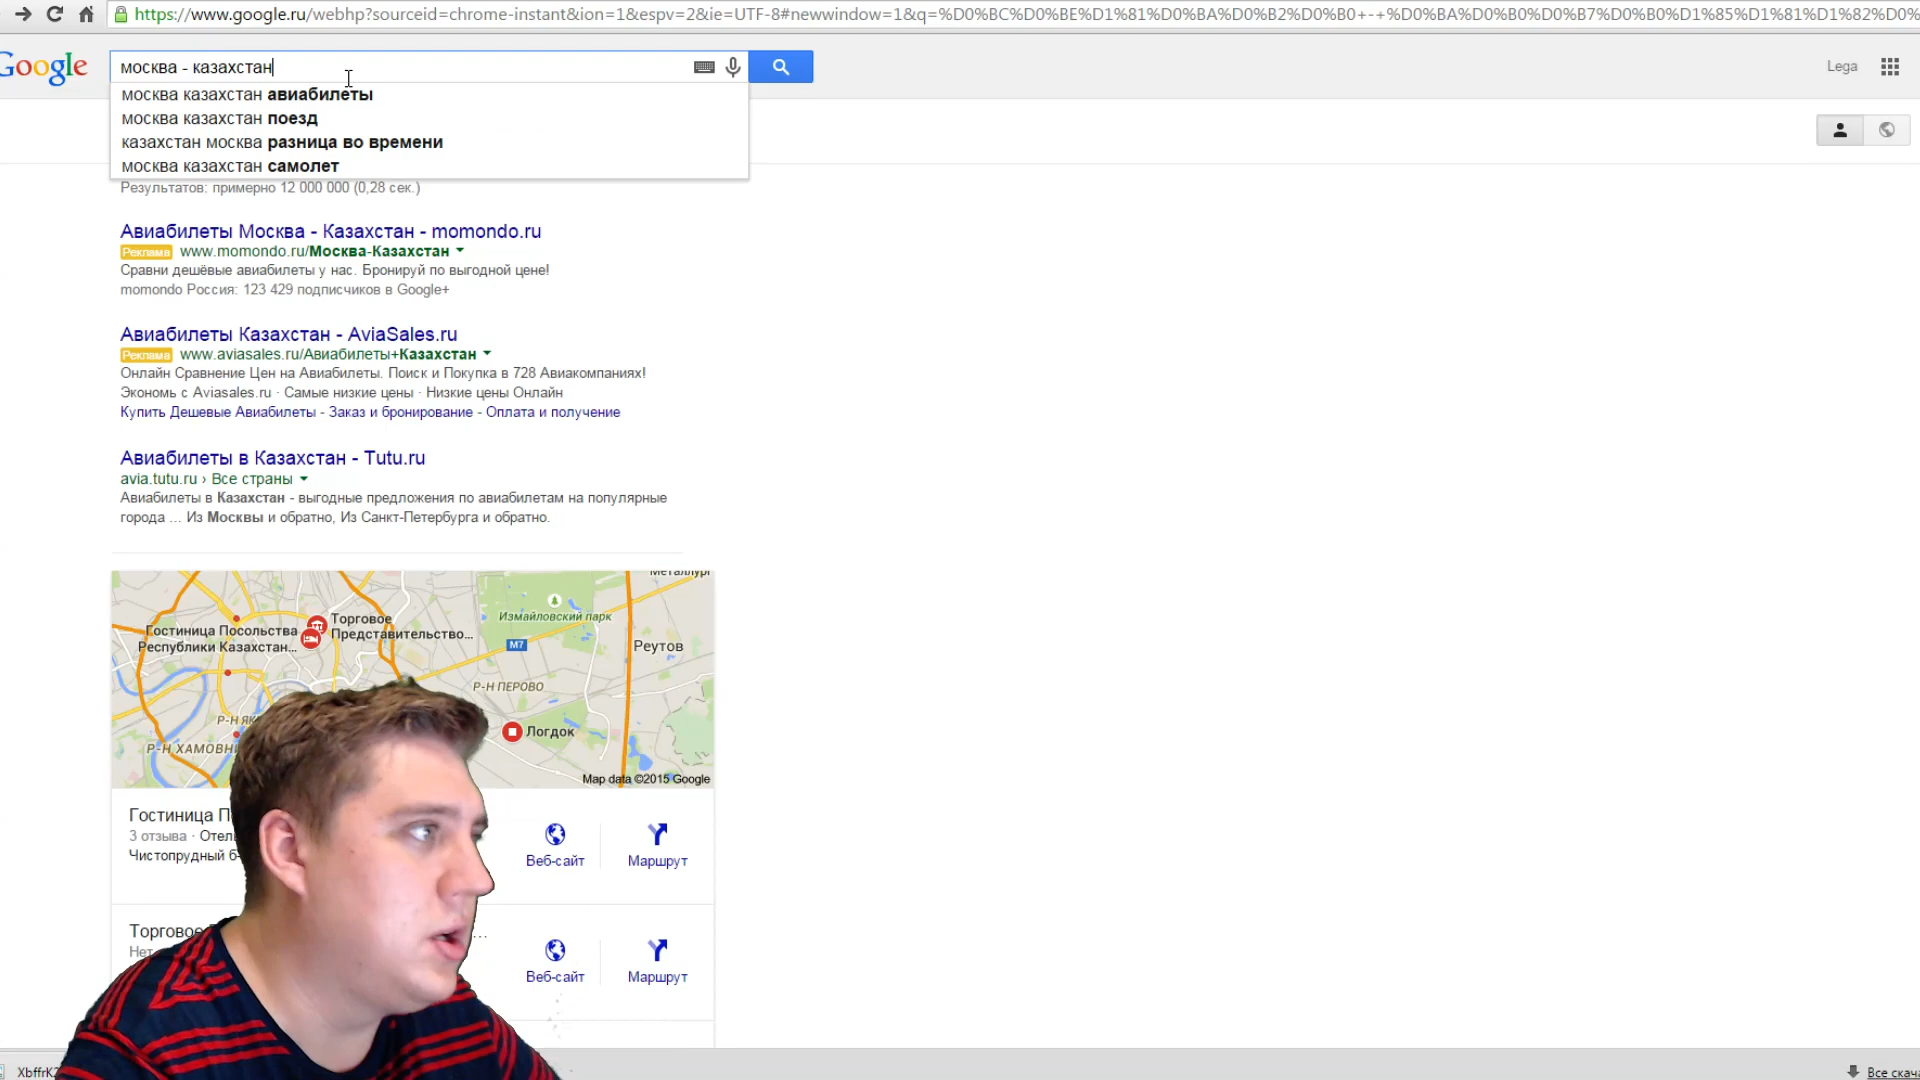 https://www.google.ru/webhp?sourceid=chrome-instant&ion=1&espv=2&ie=UTF-8#newwindow=1&q=%D0%BC%D0%BE%D1%81%D0%BA%D0%B2%D0%B0+-+%D0%BA%D0%B0%D0%B7%D0%B0%D1%85%D1%81%D1%82%D0%
Google
москва - казахстан
Lega
москва казахстан авиабилеты
москва казахстан поезд
казахстан москва разница во времени
москва казахстан самолет
Результатов: примерно 12 000 000 (0,28 сек.)
Авиабилеты Москва - Казахстан - momondo.ru
Реклама www.momondo.ru/Москва-Казахстан
Сравни дешёвые авиабилеты у нас. Бронируй по выгодной цене!
momondo Россия: 123 429 подписчиков в Google+
Авиабилеты Казахстан - AviaSales.ru
Реклама www.aviasales.ru/Авиабилеты+Казахстан
Онлайн Сравнение Цен на Авиабилеты. Поиск и Покупка в 728 Авиакомпаниях!
Экономь с Aviasales.ru · Самые низкие цены · Низкие цены Онлайн
Купить Дешевые Авиабилеты - Заказ и бронирование - Оплата и получение
Авиабилеты в Казахстан - Tutu.ru
avia.tutu.ru › Все страны
Авиабилеты в Казахстан - выгодные предложения по авиабилетам на популярные
города ... Из Москвы и обратно, Из Санкт-Петербурга и обратно.
Металлург
Измайловский парк
Торговое
Представительство...
Гостиница Посольства
Республики Казахстан...
M7
Реутов
Р-Н ПЕРОВО
Р-Н ЯК
Логдок
Р-Н ХАМОВН
Map data ©2015 Google
Гостиница П
3 отзыва · Отель
Чистопрудный б-
Веб-сайт
Маршрут
Торговое
...
Нет
Веб-сайт
Маршрут
XbffrKZ
Все скача